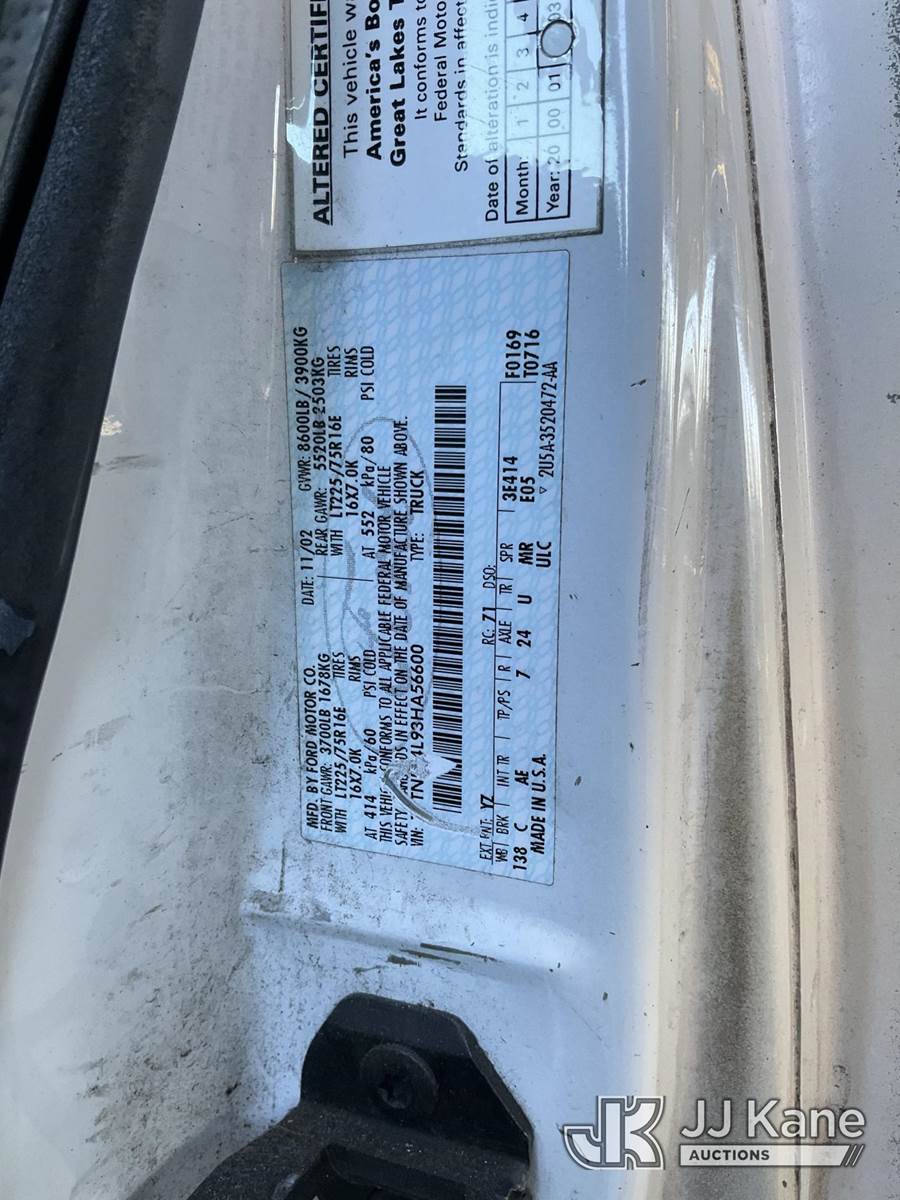 ALTERED CERTIFI
This vehicle wa
America's Bo
Great Lakes T
It conforms to
Federal Moto
Standards in affect
Date of alteration is indi
Month: 1 2 3 4
Year: 20 00 01 03
MFD. BY FORD MOTOR CO.
DATE: 11/02 GVWR: 8600LB/3900KG
FRONT GAWR: 3700LB 1678KG REAR GAWR: 5520LB 2503KG
WITH LT225/75R16E TIRES WITH LT225/75R16E TIRES
16X7.0K RIMS 16X7.0K RIMS
AT 414 kPa/60 PSI COLD AT 552 kPa/80 PSI COLD
THIS VEHICLE CONFORMS TO ALL APPLICABLE FEDERAL MOTOR VEHICLE
SAFETY IN EFFECT ON THE DATE OF MANUFACTURE SHOWN ABOVE.
VIN: L93HA56600 TYPE: TRUCK
EXT PNT: YZ RC: 71 DSO:
WB BRK INT TR TP/PS R AXLE TR SPR 3E414 F0169
138 C AE 7 24 U MR E05 T0716
MADE IN U.S.A. ULC 2U5A-3520472-AA
JK JJ Kane
AUCTIONS